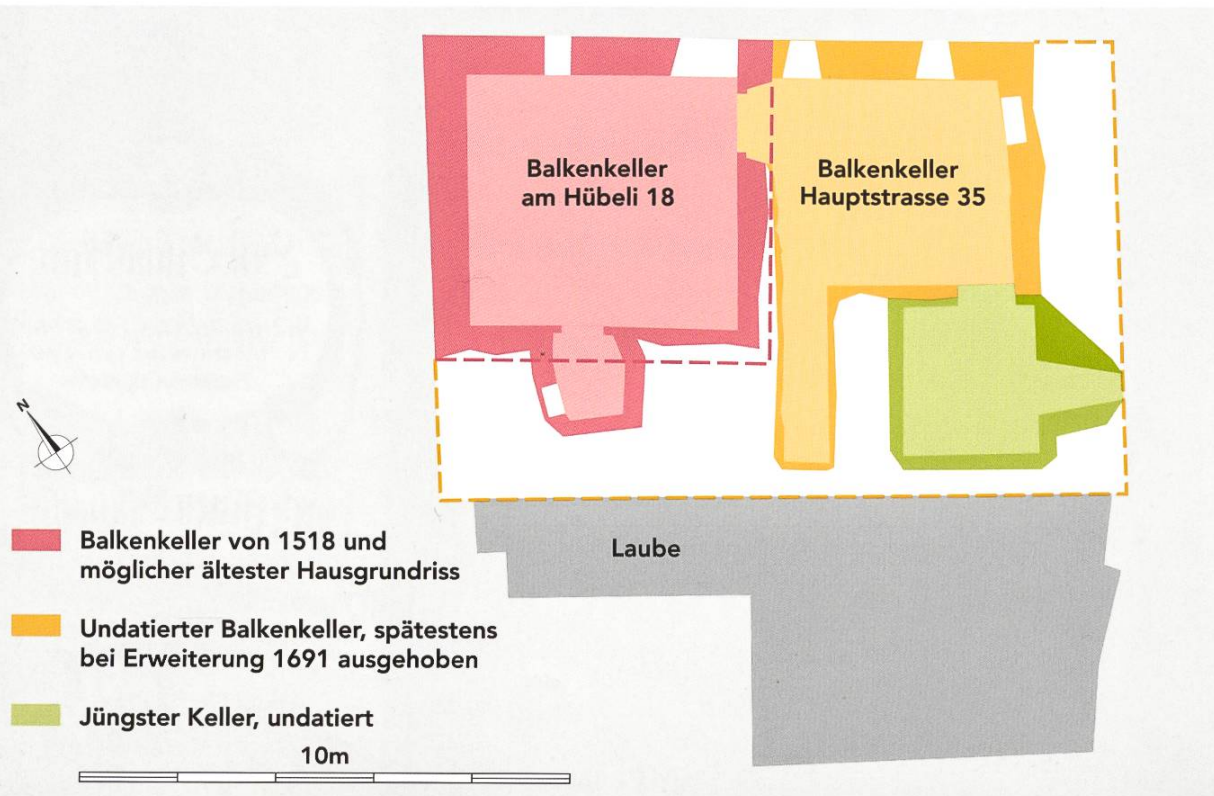 Balkenkeller
am Hübeli 18
Balkenkeller
Hauptstrasse 35
N
Laube
Balkenkeller von 1518 und
möglicher ältester Hausgrundriss
Undatierter Balkenkeller, spätestens
bei Erweiterung 1691 ausgehoben
Jüngster Keller, undatiert
10m